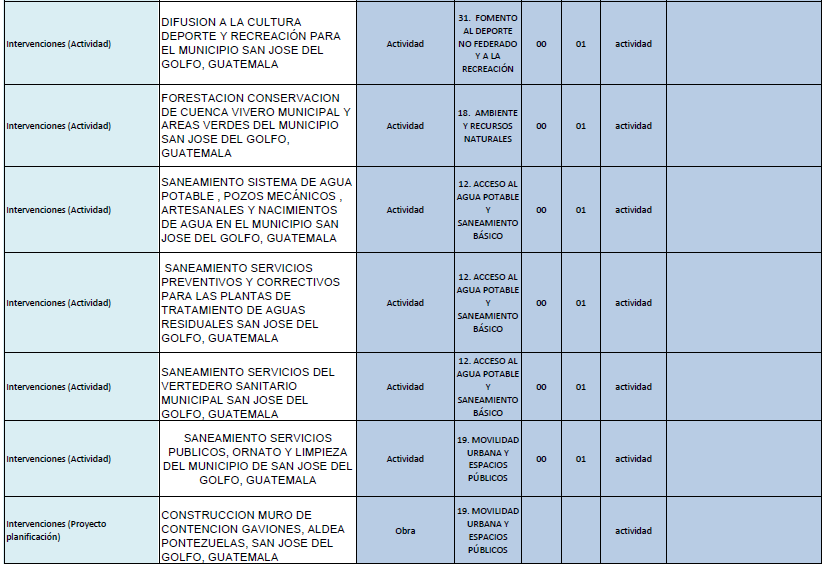 Intervenciones (Actividad)
DIFUSION A LA CULTURA
DEPORTE Y RECREACIÓN PARA
EL MUNICIPIO SAN JOSE DEL
GOLFO, GUATEMALA
Actividad
31. FOMENTO
AL DEPORTE
NO FEDERADO
Y A LA
RECREACIÓN
00
01
actividad
Intervenciones (Actividad)
FORESTACION CONSERVACION
DE CUENCA VIVERO MUNICIPAL Y
AREAS VERDES DEL MUNICIPIO
SAN JOSE DEL GOLFO,
GUATEMALA
Actividad
18. AMBIENTE
Y RECURSOS
NATURALES
00
01
actividad
Intervenciones (Actividad)
SANEAMIENTO SISTEMA DE AGUA
POTABLE , POZOS MECÁNICOS ,
ARTESANALES Y NACIMIENTOS
DE AGUA EN EL MUNICIPIO SAN
JOSE DEL GOLFO, GUATEMALA
Actividad
12. ACCESO AL
AGUA POTABLE
Y
SANEAMIENTO
BÁSICO
00
01
actividad
Intervenciones (Actividad)
SANEAMIENTO SERVICIOS
PREVENTIVOS Y CORRECTIVOS
PARA LAS PLANTAS DE
TRATAMIENTO DE AGUAS
RESIDUALES SAN JOSE DEL
GOLFO, GUATEMALA
Actividad
12. ACCESO AL
AGUA POTABLE
Y
SANEAMIENTO
BÁSICO
00
01
actividad
Intervenciones (Actividad)
SANEAMIENTO SERVICIOS DEL
VERTEDERO SANITARIO
MUNICIPAL SAN JOSE DEL
GOLFO, GUATEMALA
Actividad
12. ACCESO AL
AGUA POTABLE
Y
SANEAMIENTO
BÁSICO
00
01
actividad
Intervenciones (Actividad)
SANEAMIENTO SERVICIOS
PUBLICOS, ORNATO Y LIMPIEZA
DEL MUNICIPIO DE SAN JOSE DEL
GOLFO, GUATEMALA
Actividad
19. MOVILIDAD
URBANA Y
ESPACIOS
PÚBLICOS
00
01
actividad
Intervenciones (Proyecto
planificación)
CONSTRUCCION MURO DE
CONTENCION GAVIONES, ALDEA
PONTEZUELAS, SAN JOSE DEL
GOLFO, GUATEMALA
Obra
19. MOVILIDAD
URBANA Y
ESPACIOS
PÚBLICOS
actividad